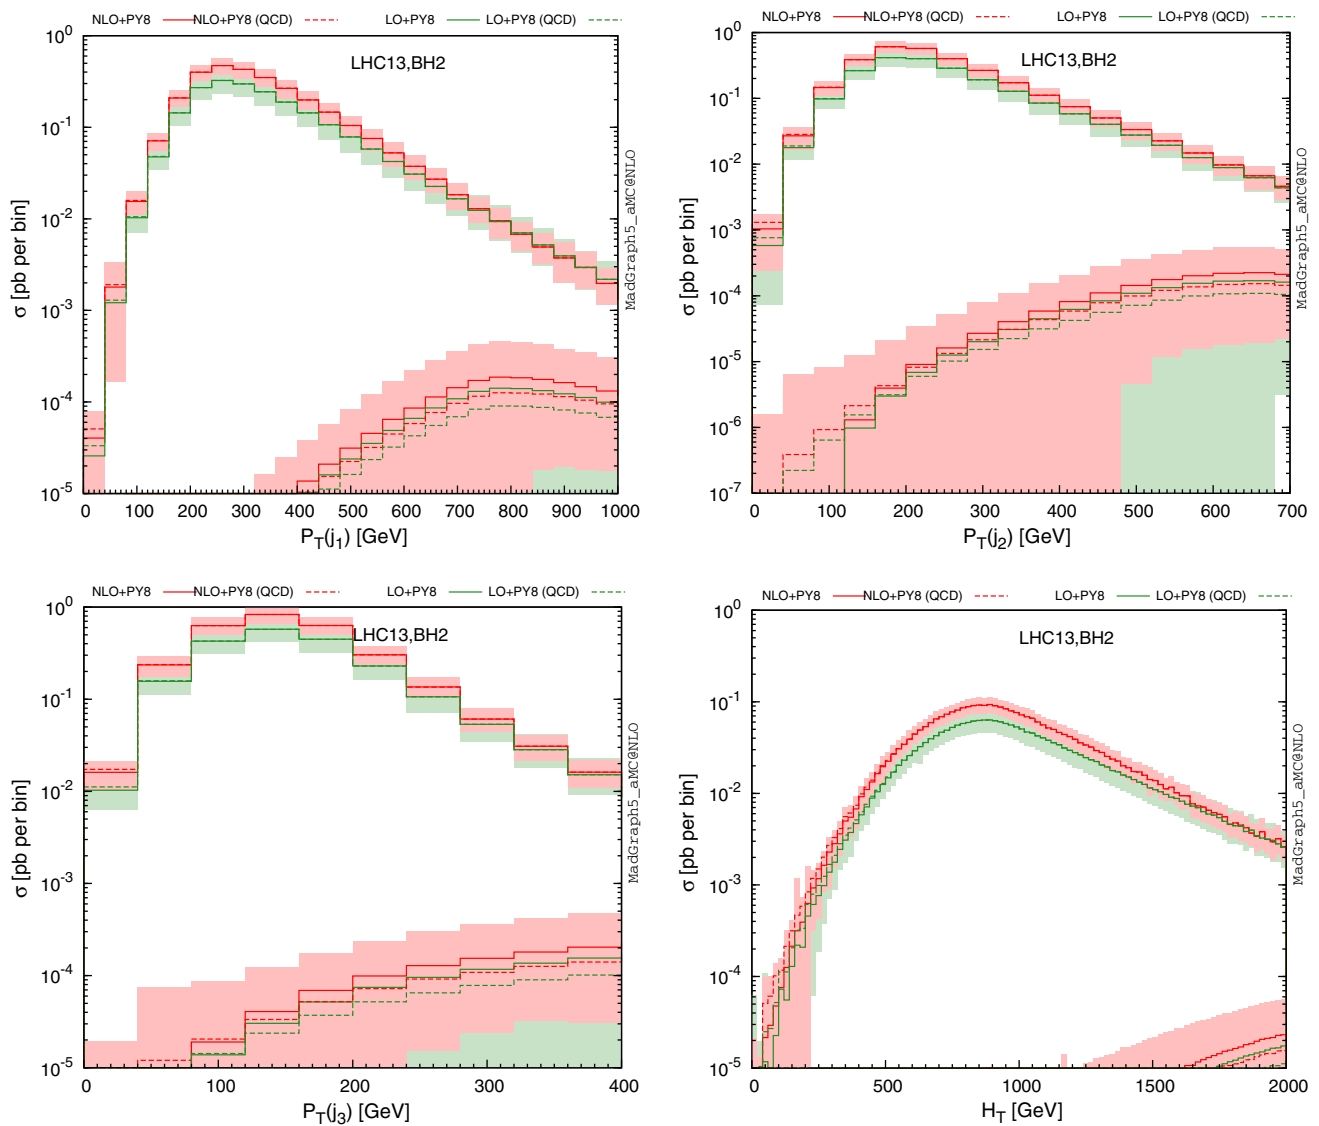 NLO+PY8 NLO+PY8 (QCD) LO+PY8 LO+PY8 (QCD)
LHC13,BH2
10^0
10^-1
10^-2
10^-3
10^-4
10^-5
σ [pb per bin]
MadGraph5_aMC@NLO
0 100 200 300 400 500 600 700 800 900 1000
P_T(j_1) [GeV]
NLO+PY8 NLO+PY8 (QCD) LO+PY8 LO+PY8 (QCD)
LHC13,BH2
10^0
10^-1
10^-2
10^-3
10^-4
10^-5
10^-6
10^-7
σ [pb per bin]
MadGraph5_aMC@NLO
0 100 200 300 400 500 600 700
P_T(j_2) [GeV]
NLO+PY8 NLO+PY8 (QCD) LO+PY8 LO+PY8 (QCD)
LHC13,BH2
10^0
10^-1
10^-2
10^-3
10^-4
10^-5
σ [pb per bin]
MadGraph5_aMC@NLO
0 100 200 300 400
P_T(j_3) [GeV]
NLO+PY8 NLO+PY8 (QCD) LO+PY8 LO+PY8 (QCD)
LHC13,BH2
10^0
10^-1
10^-2
10^-3
10^-4
10^-5
σ [pb per bin]
MadGraph5_aMC@NLO
0 500 1000 1500 2000
H_T [GeV]